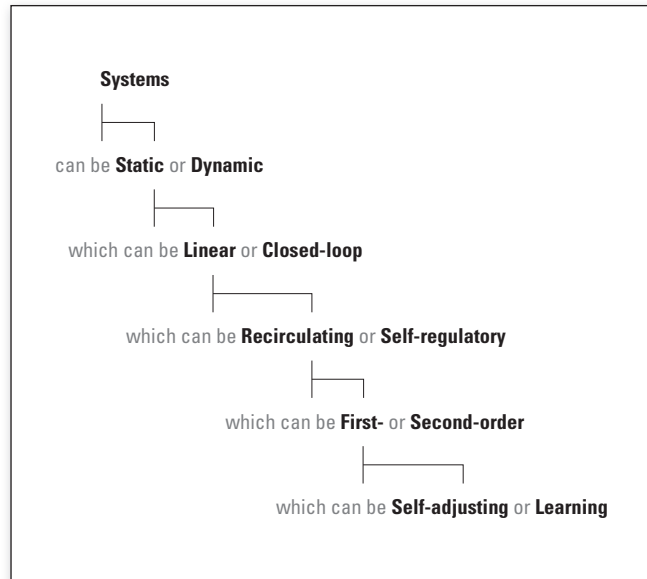 Systems
can be Static or Dynamic
which can be Linear or Closed-loop
which can be Recirculating or Self-regulatory
which can be First- or Second-order
which can be Self-adjusting or Learning